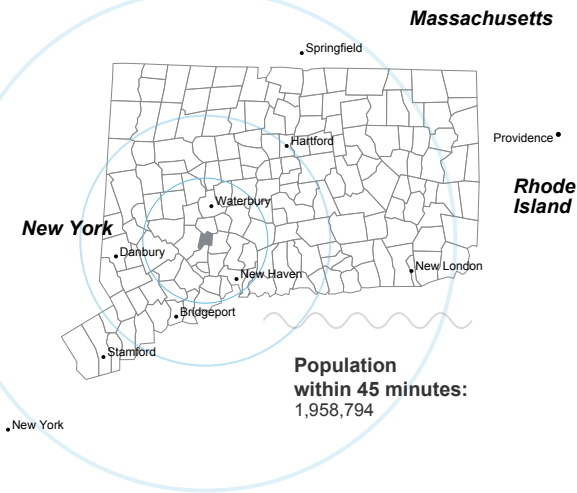 Massachusetts
Springfield
Providence
Hartford
Rhode
Island
Waterbury
New York
Danbury
New London
New Haven
Bridgeport
Stamford
Population
within 45 minutes:
1,958,794
New York